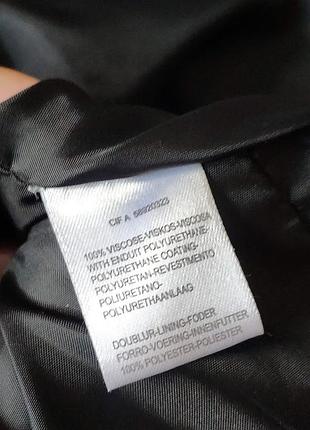 CIF A 58920323
100% VISCOSE-VISKOS-VISCOSA
WITH ENDUIT POLYURETHANE-
POLYURETHANE COATING-
POLYURETAN-REVESTIMENTO
POLIURETANO-
POLYURETHAANLAAG
DOUBLUR-LINING-FODER
FORRO-VOERING-INNENFUTTER
100% POLYESTER-POLIESTER